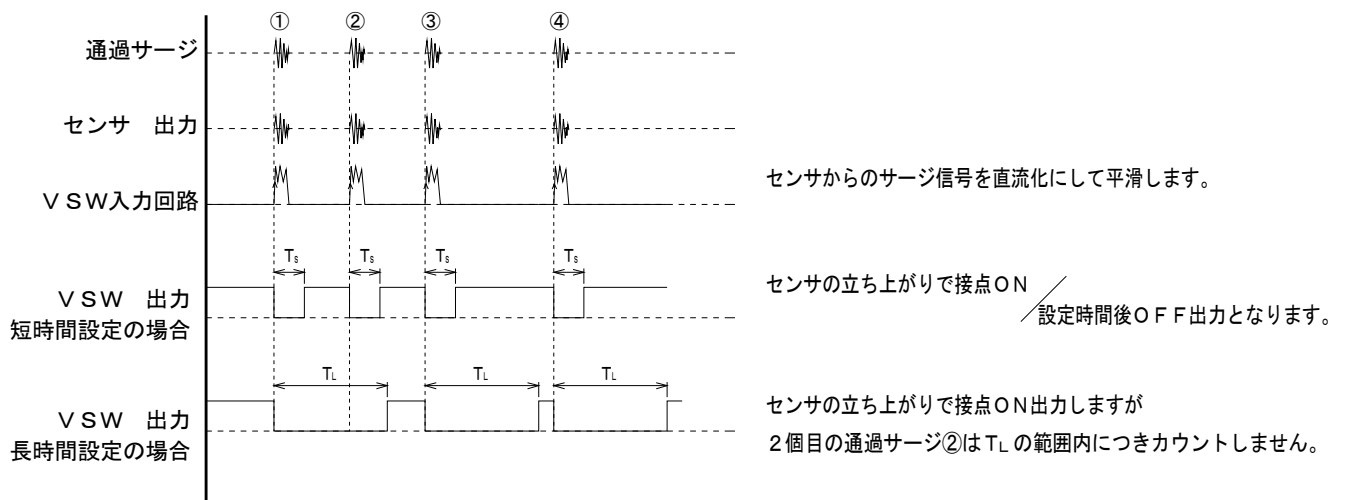 ① ② ③ ④
通過サージ
センサ 出力
VSW入力回路
センサからのサージ信号を直流化にして平滑します。
Ts Ts Ts Ts
VSW 出力
短時間設定の場合
センサの立ち上がりで接点ON
設定時間後OFF出力となります。
TL TL TL
VSW 出力
長時間設定の場合
センサの立ち上がりで接点ON出力しますが
2個目の通過サージ②はTLの範囲内につきカウントしません。